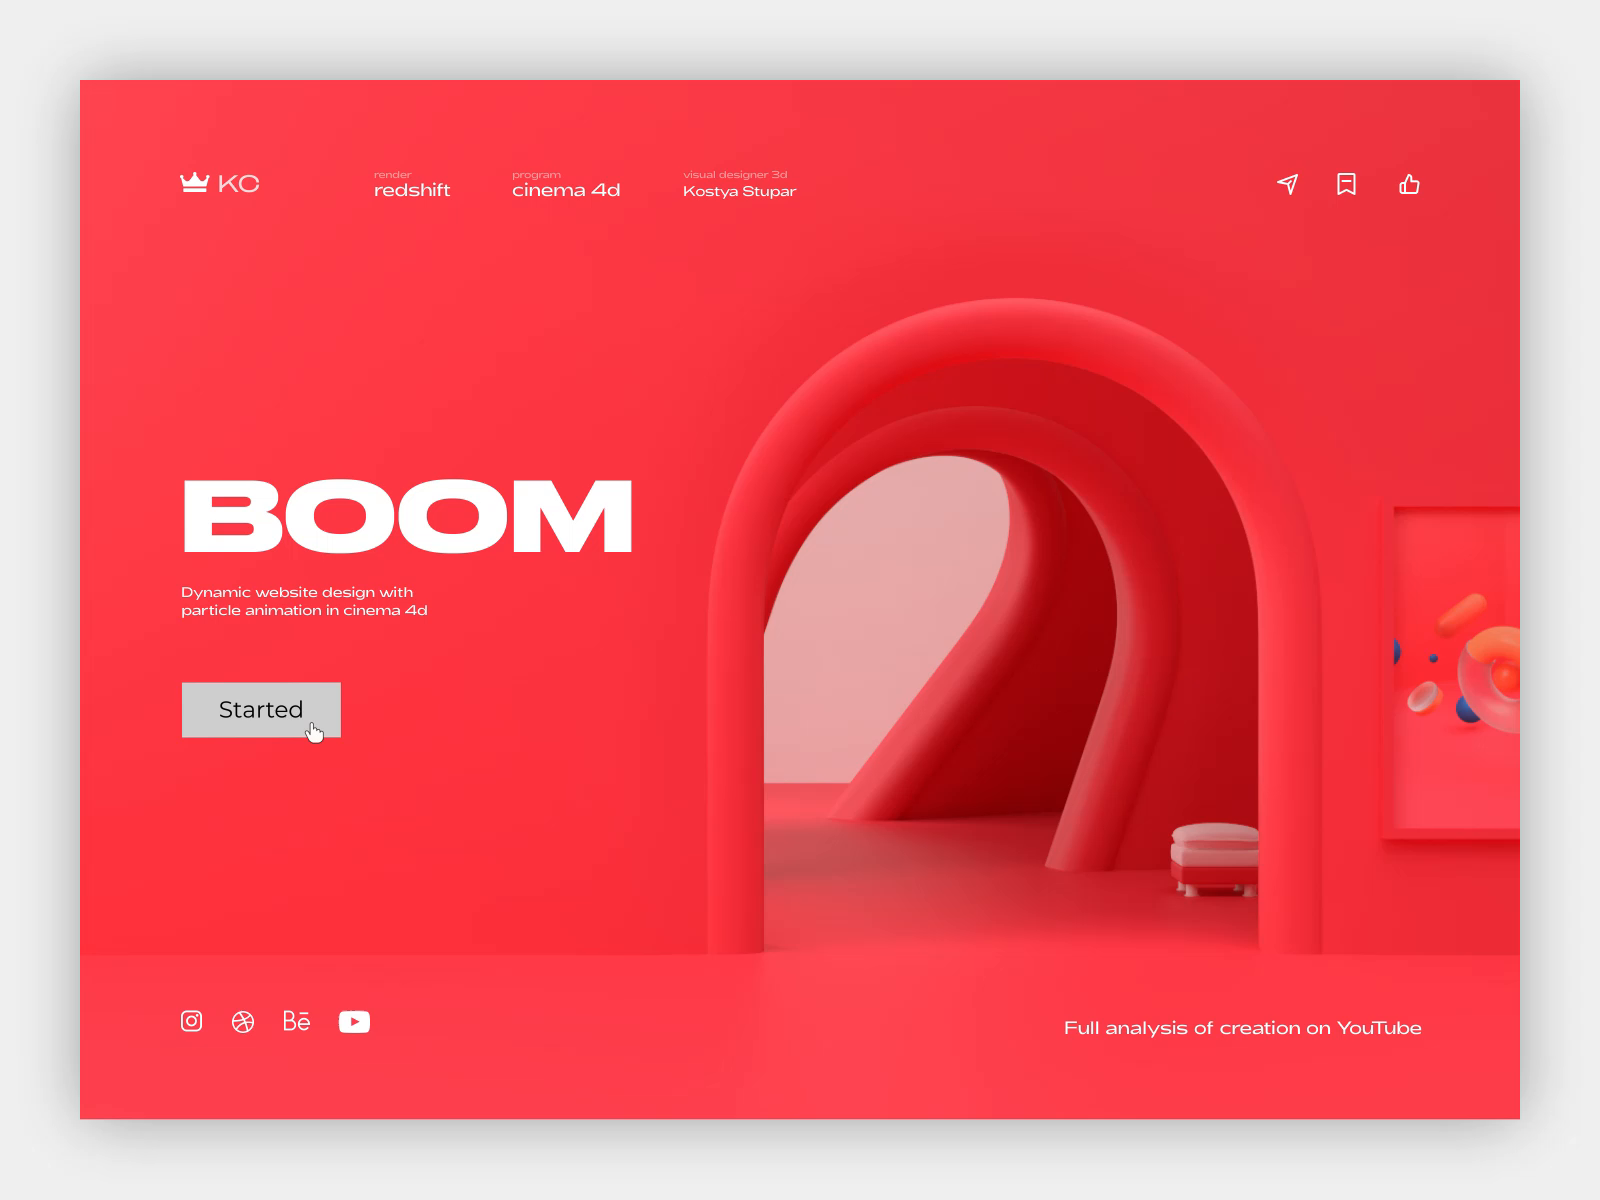 KC
render
redshift
program
cinema 4d
visual designer 3d
Kostya Stupar
BOOM
Dynamic website design with
particle animation in cinema 4d
Started
Bē
Full analysis of creation on YouTube